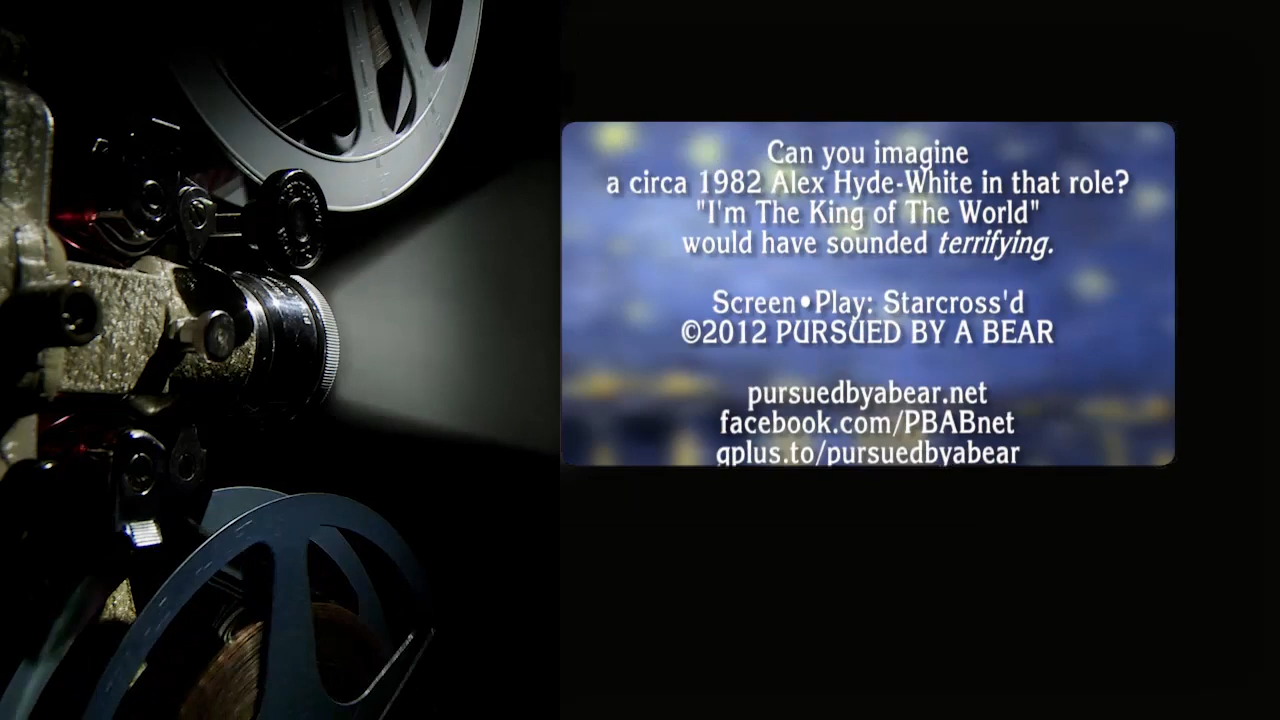 Can you imagine
a circa 1982 Alex Hyde-White in that role?
"I'm The King of The World"
would have sounded terrifying.
Screen•Play: Starcross'd
©2012 PURSUED BY A BEAR
pursuedbyabear.net
facebook.com/PBABnet
gplus.to/pursuedbyabear